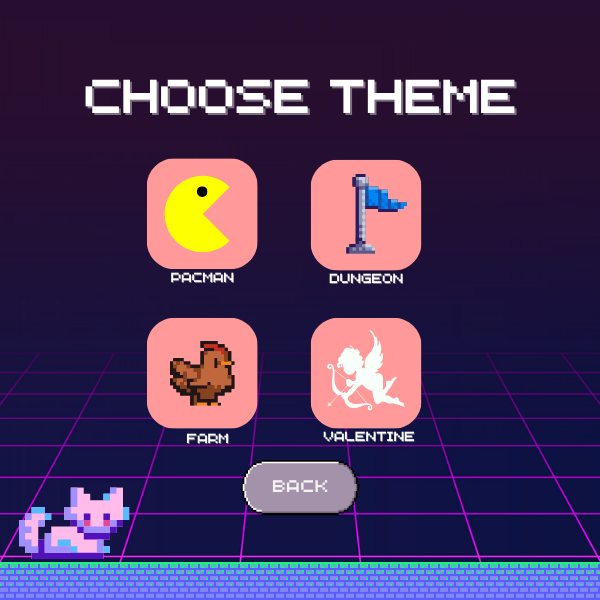 CHOOSE THEME
PACMAN
DUNGEON
FARM
VALENTINE
BACK